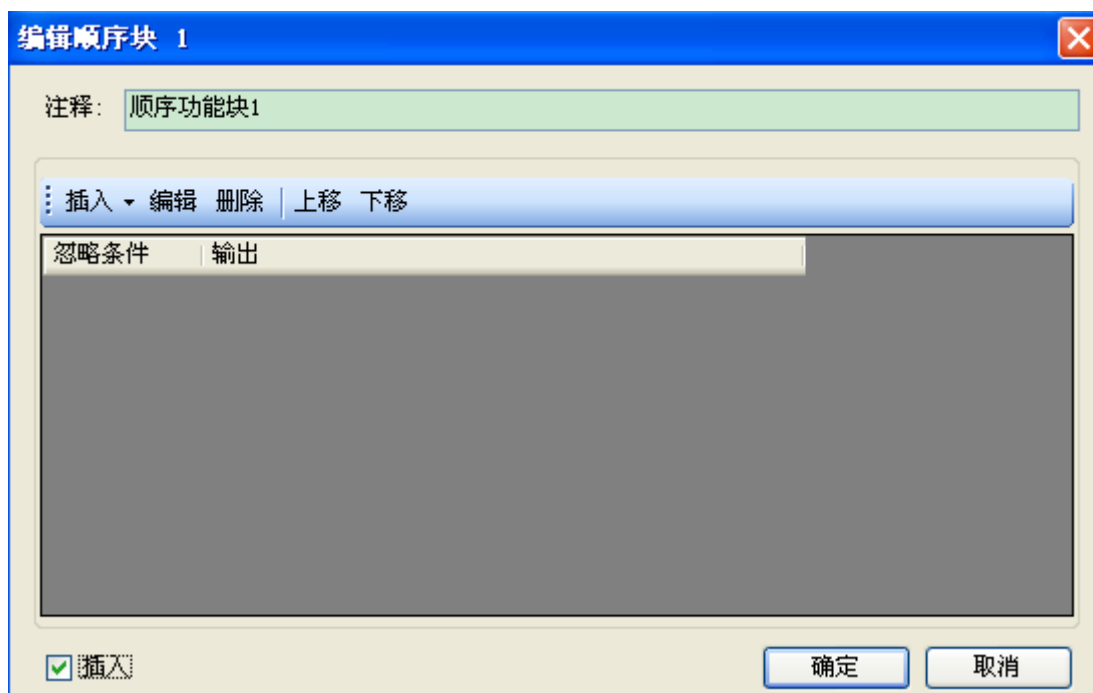 编辑顺序块 1
注释: 顺序功能块1
插入 编辑 删除 上移 下移
忽略条件 输出
插入 确定 取消